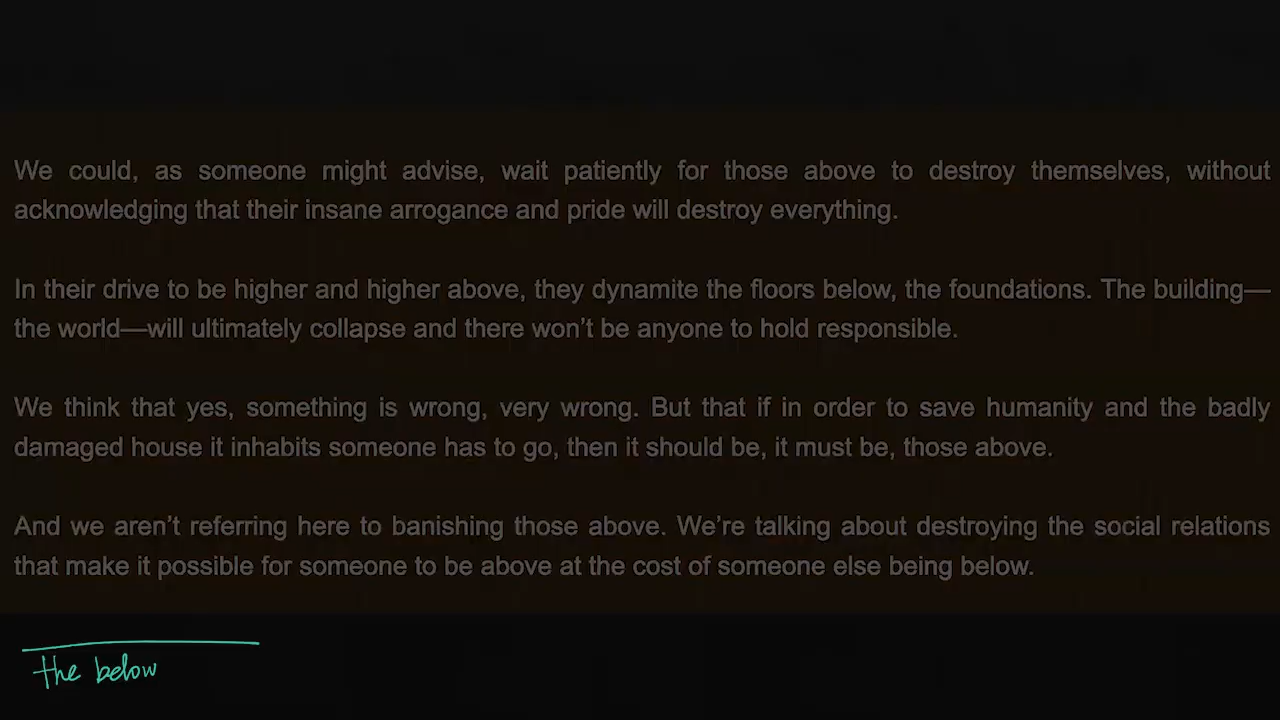 We could, as someone might advise, wait patiently for those above to destroy themselves, without
acknowledging that their insane arrogance and pride will destroy everything.
In their drive to be higher and higher above, they dynamite the floors below, the foundations. The building—
the world—will ultimately collapse and there won't be anyone to hold responsible.
We think that yes, something is wrong, very wrong. But that if in order to save humanity and the badly
damaged house it inhabits someone has to go, then it should be, it must be, those above.
And we aren't referring here to banishing those above. We're talking about destroying the social relations
that make it possible for someone to be above at the cost of someone else being below.
the below